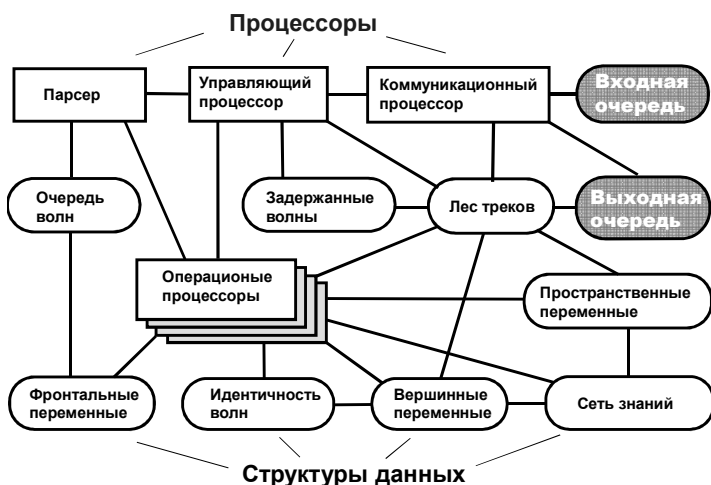 Процессоры
Парсер
Управляющий
процессор
Коммуникационный
процессор
Входная
очередь
Очередь
волн
Задержанные
волны
Лес треков
Выходная
очередь
Операционые
процессоры
Пространственные
переменные
Фронтальные
переменные
Идентичность
волн
Вершинные
переменные
Сеть знаний
Структуры данных